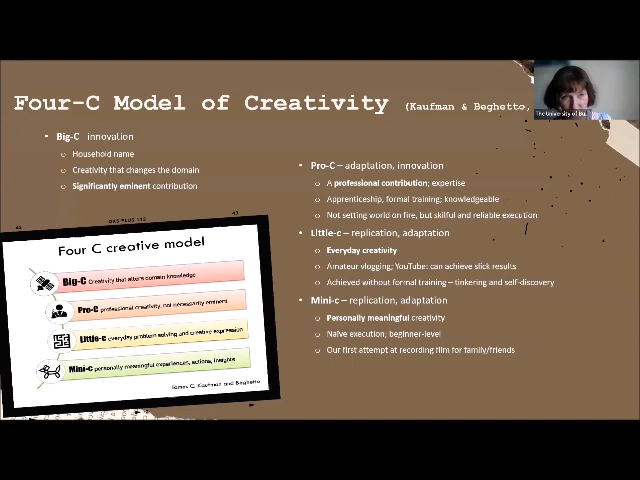 Four-C Model of Creativity (Kaufman & Beghetto,
The University of Bu
• Big-C innovation
o Household name
o Creativity that changes the domain
o Significantly eminent contribution
• Pro-C – adaptation, innovation
o A professional contribution; expertise
o Apprenticeship, formal training; knowledgeable
o Not setting world on fire, but skilful and reliable execution
• Little-c – replication, adaptation
o Everyday creativity
o Amateur vlogging; YouTube: can achieve slick results
o Achieved without formal training – tinkering and self-discovery
• Mini-c – replication, adaptation
o Personally meaningful creativity
o Naïve execution; beginner-level
o Our first attempt at recording film for family/friends
Four C creative model
Big-C Creativity that alters domain knowledge
Pro-C professional creativity, not necessarily eminent
Little-C everyday problem solving and creative expression
Mini-C personally meaningful experiences, actions, insights
James C. Kaufman and Beghetto